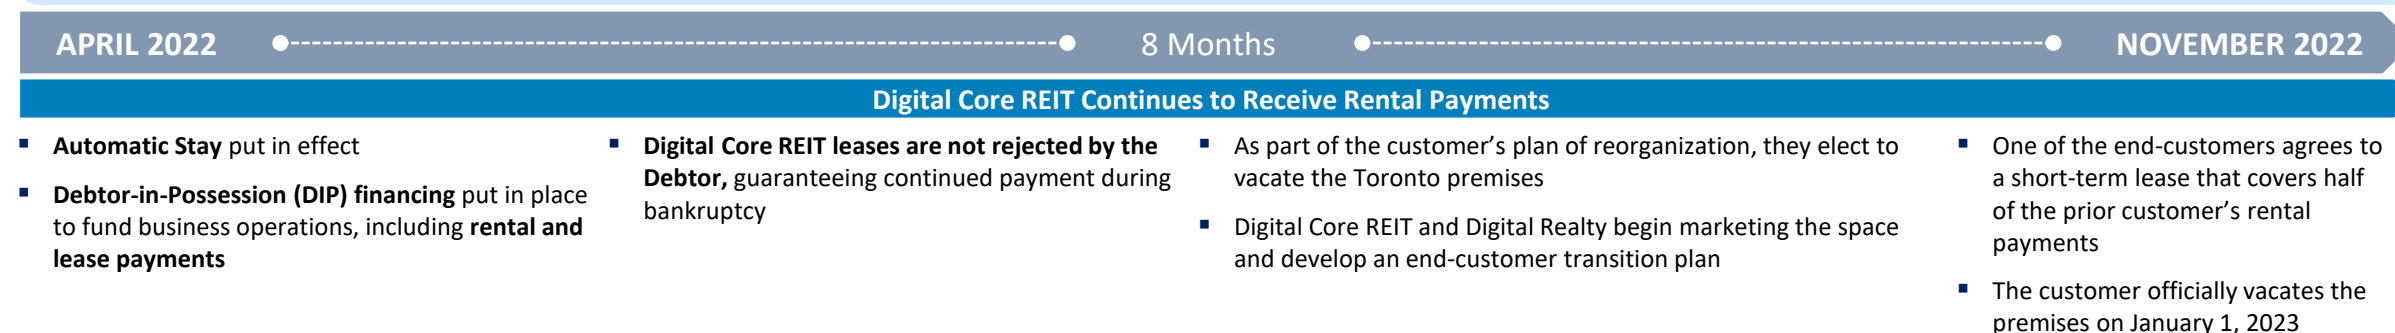 APRIL 2022
8 Months
NOVEMBER 2022
Digital Core REIT Continues to Receive Rental Payments
▪ Automatic Stay put in effect
▪ Debtor-in-Possession (DIP) financing put in place
to fund business operations, including rental and
lease payments
▪ Digital Core REIT leases are not rejected by the
Debtor, guaranteeing continued payment during
bankruptcy
▪ As part of the customer’s plan of reorganization, they elect to
vacate the Toronto premises
▪ Digital Core REIT and Digital Realty begin marketing the space
and develop an end-customer transition plan
▪ One of the end-customers agrees to
a short-term lease that covers half
of the prior customer’s rental
payments
▪ The customer officially vacates the
premises on January 1, 2023